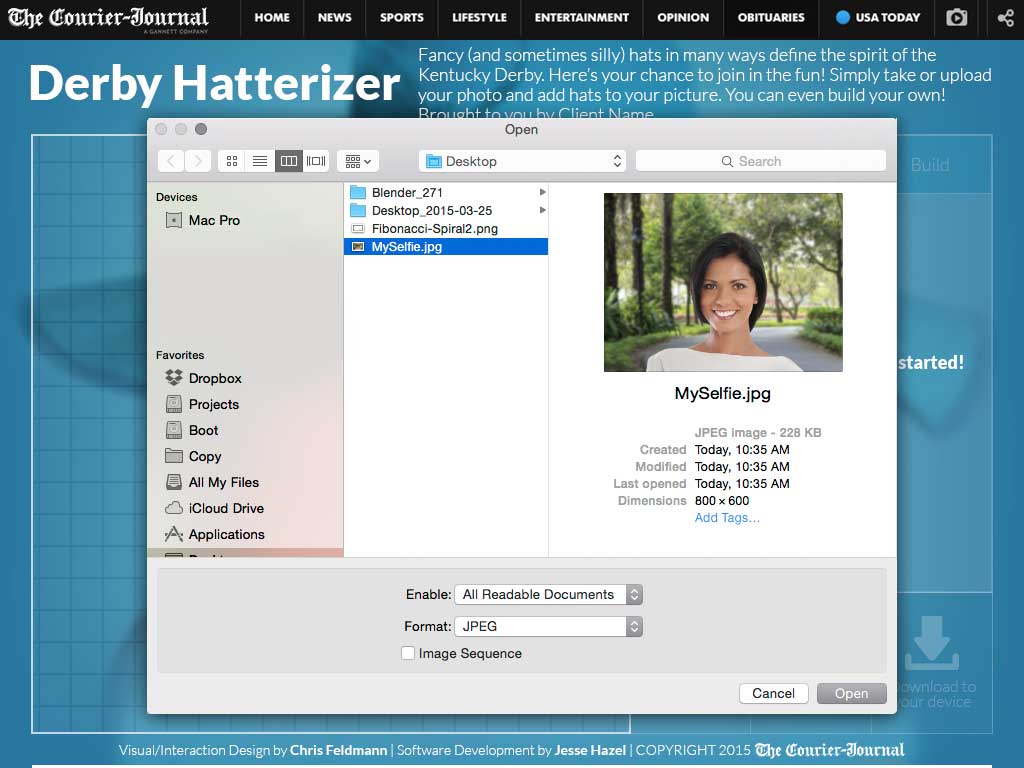 The Courier-Journal
A GANNETT COMPANY
HOME
NEWS
SPORTS
LIFESTYLE
ENTERTAINMENT
OPINION
OBITUARIES
USA TODAY
Derby Hatterizer
Fancy (and sometimes silly) hats in many ways define the spirit of the
Kentucky Derby. Here's your chance to join in the fun! Simply take or upload
your photo and add hats to your picture. You can even build your own!
Brought to you by Client Name
Open
Desktop
Search
Build
Devices
Mac Pro
Favorites
Dropbox
Projects
Boot
Copy
All My Files
iCloud Drive
Applications
Blender_271
Desktop_2015-03-25
Fibonacci-Spiral2.png
MySelfie.jpg
MySelfie.jpg
JPEG image - 228 KB
Created Today, 10:35 AM
Modified Today, 10:35 AM
Last opened Today, 10:35 AM
Dimensions 800 × 600
Add Tags...
started!
Enable: All Readable Documents
Format: JPEG
Image Sequence
Cancel
Open
ownload to
our device
Visual/Interaction Design by Chris Feldmann | Software Development by Jesse Hazel | COPYRIGHT 2015 The Courier-Journal